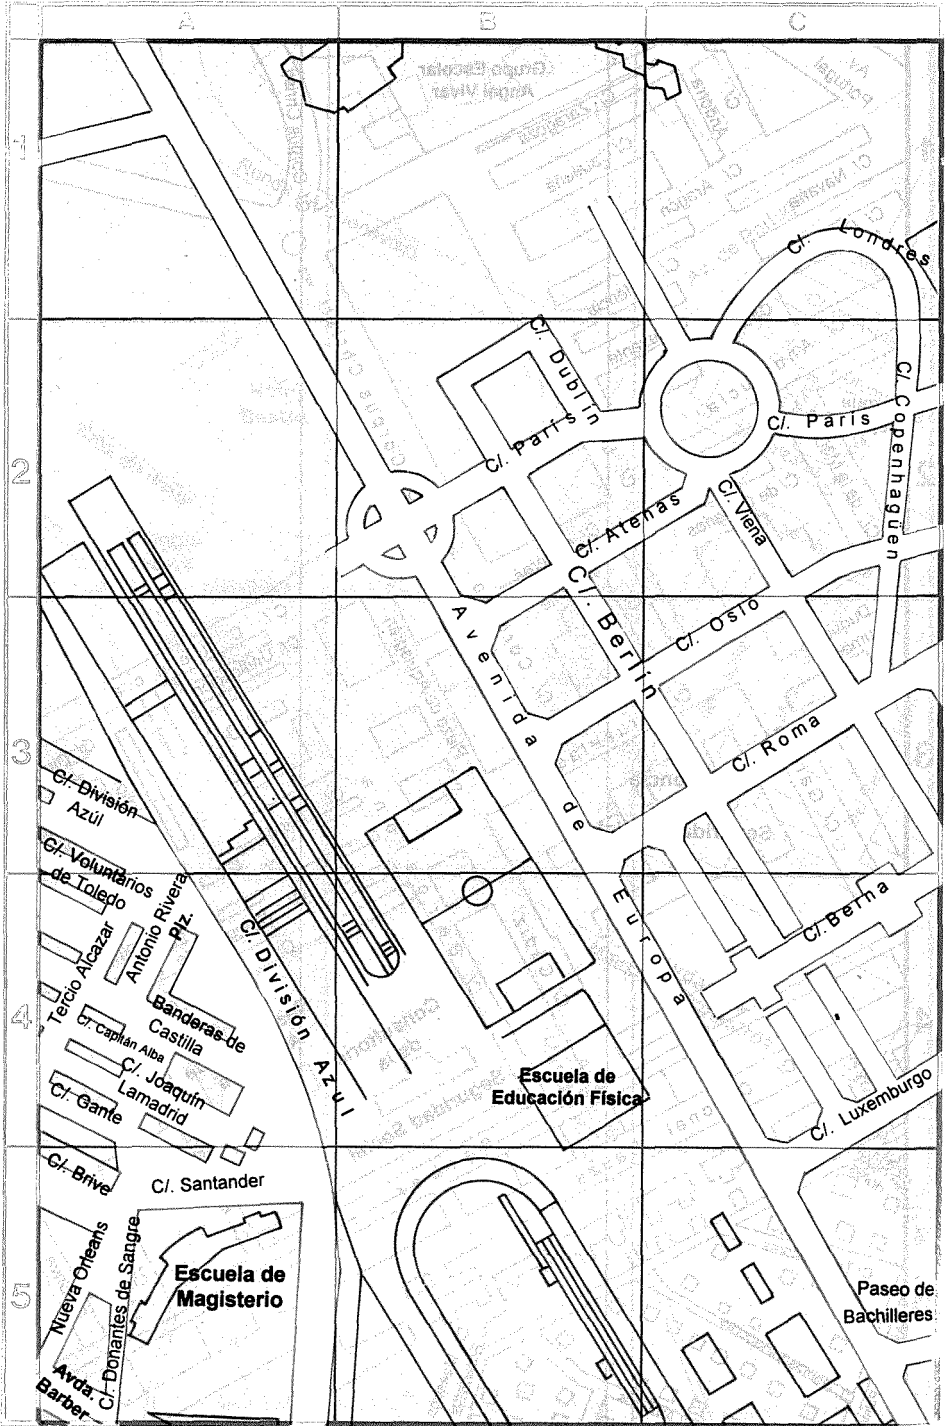 A B C
1
2
3
4
5
C/. Londres
C/. Dublín
C/. París
C/. París
C/. Copenhagüen
C/. Atenas
C/. Viena
C/. Berlín
C/. Oslo
C/. Roma
Avenida de Europa
C/. Berna
C/. Luxemburgo
C/. División
Azúl
C/. Voluntarios
de Toledo
Antonio Rivera
Plz.
Banderas de
Castilla
Tercio Alcazar
C/. Capitán Alba
C/. Joaquín
Lamadrid
C/. Gante
C/. Brive
C/. División Azul
C/. Santander
Escuela de
Educación Física
Nueva Orleans
C/. Donantes de Sangre
Escuela de
Magisterio
Avda.
Barber
Paseo de
Bachilleres